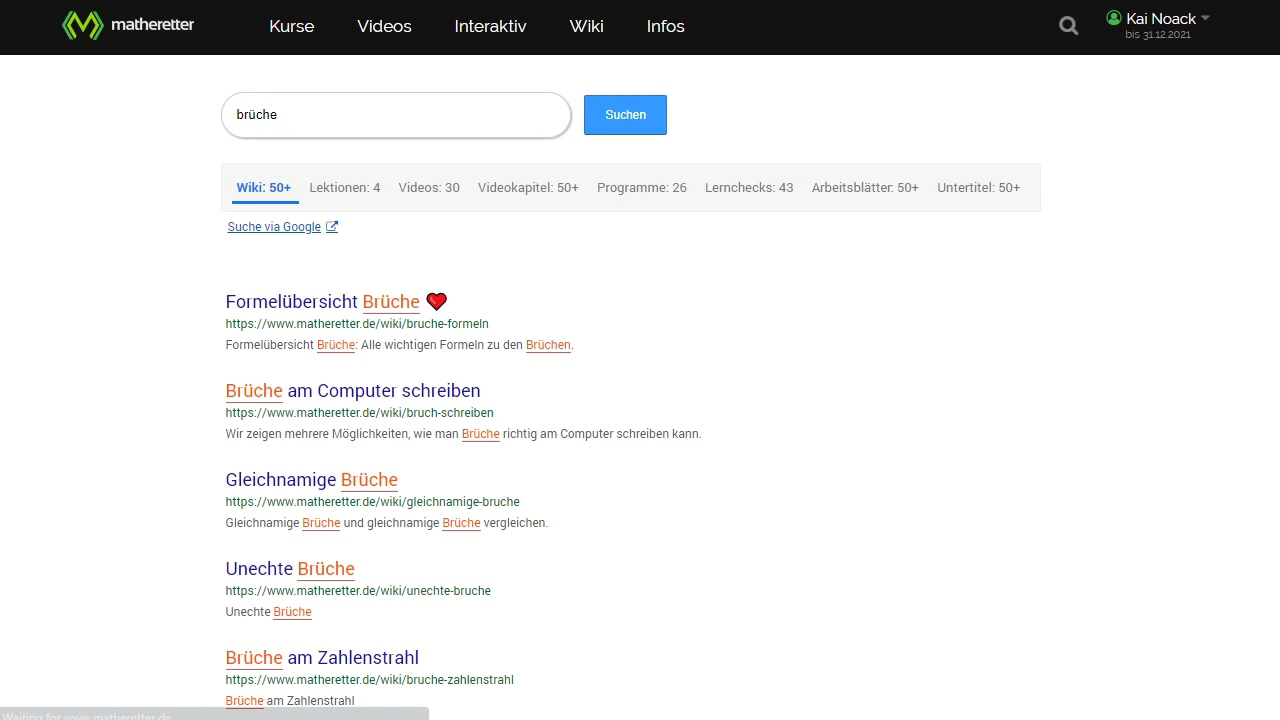 matheretter Kurse Videos Interaktiv Wiki Infos Kai Noack
bis 31.12.2021
brüche Suchen
Wiki: 50+ Lektionen: 4 Videos: 30 Videokapitel: 50+ Programme: 26 Lernchecks: 43 Arbeitsblätter: 50+ Untertitel: 50+
Suche via Google
Formelübersicht Brüche
https://www.matheretter.de/wiki/bruche-formeln
Formelübersicht Brüche: Alle wichtigen Formeln zu den Brüchen.
Brüche am Computer schreiben
https://www.matheretter.de/wiki/bruch-schreiben
Wir zeigen mehrere Möglichkeiten, wie man Brüche richtig am Computer schreiben kann.
Gleichnamige Brüche
https://www.matheretter.de/wiki/gleichnamige-bruche
Gleichnamige Brüche und gleichnamige Brüche vergleichen.
Unechte Brüche
https://www.matheretter.de/wiki/unechte-bruche
Unechte Brüche
Brüche am Zahlenstrahl
https://www.matheretter.de/wiki/bruche-zahlenstrahl
Brüche am Zahlenstrahl
Waiting for www.matheretter.de